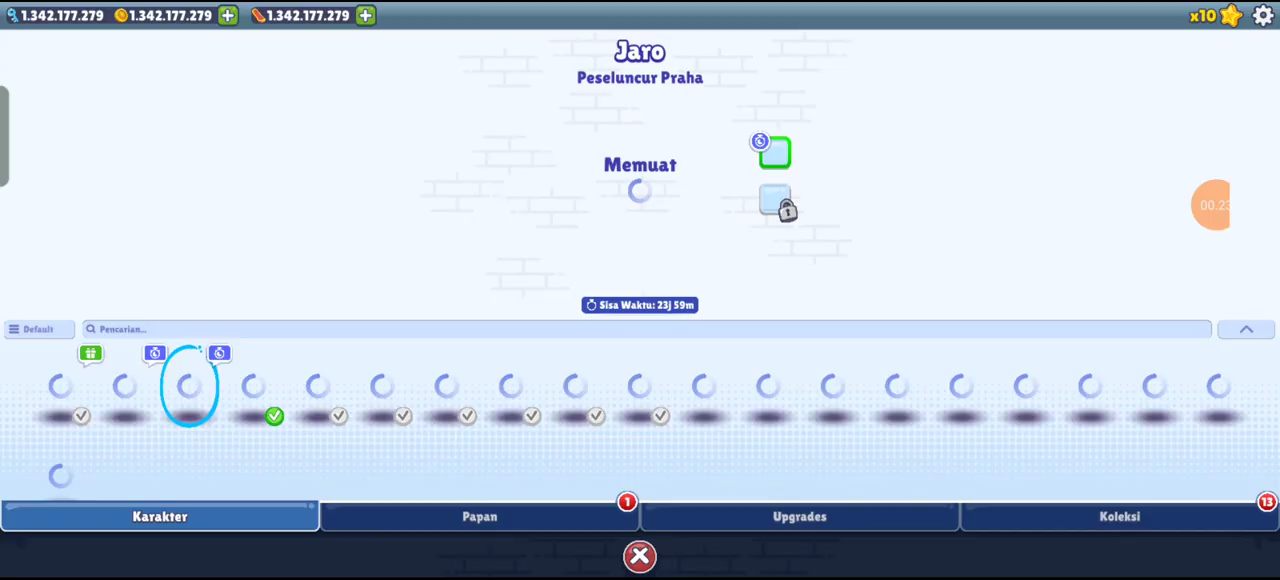 1.342.177.279 1.342.177.279 1.342.177.279 x10
Jaro
Peseluncur Praha
Memuat
00.23
Sisa Waktu: 23j 59m
Default Pencarian...
1 13
Karakter Papan Upgrades Koleksi